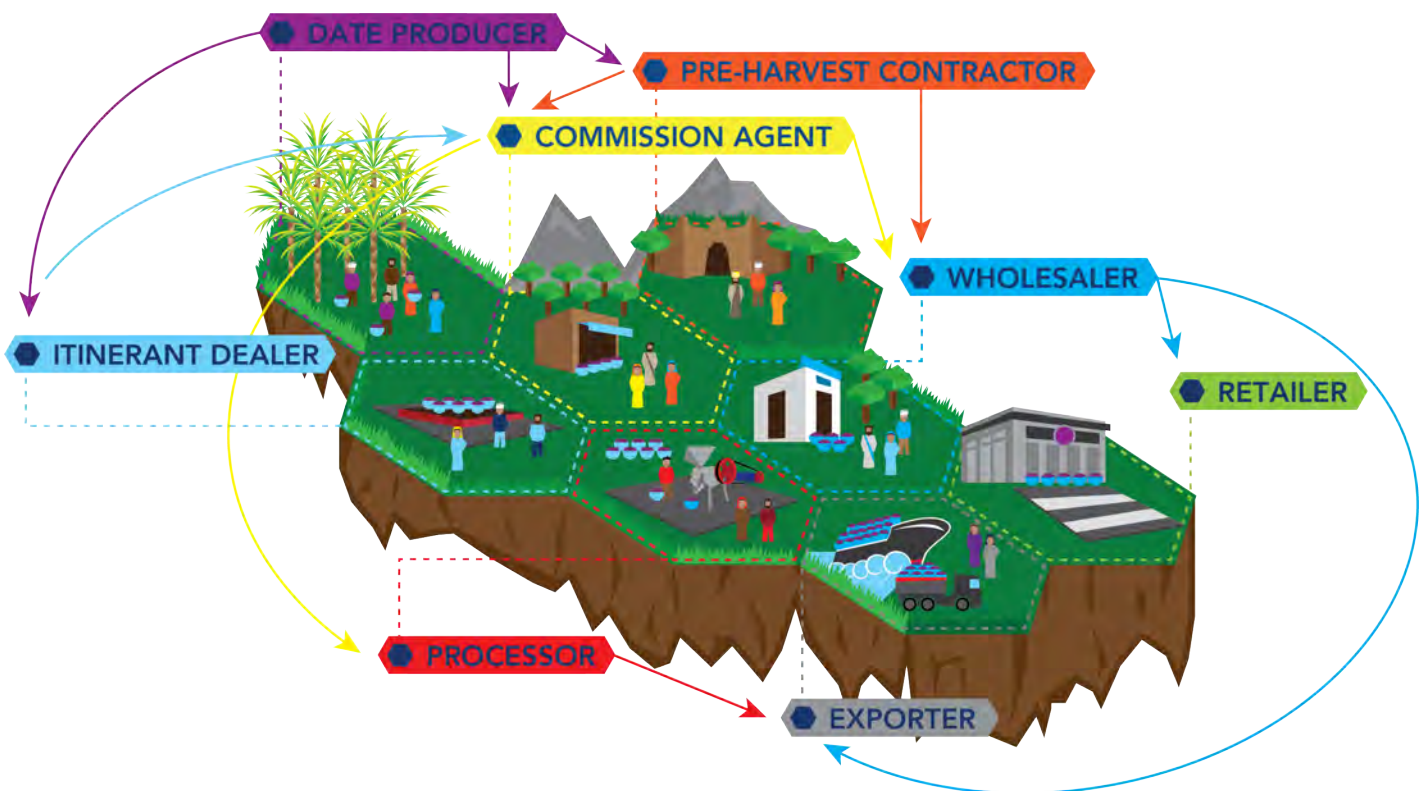 DATE PRODUCER
PRE-HARVEST CONTRACTOR
COMMISSION AGENT
WHOLESALER
ITINERANT DEALER
RETAILER
PROCESSOR
EXPORTER